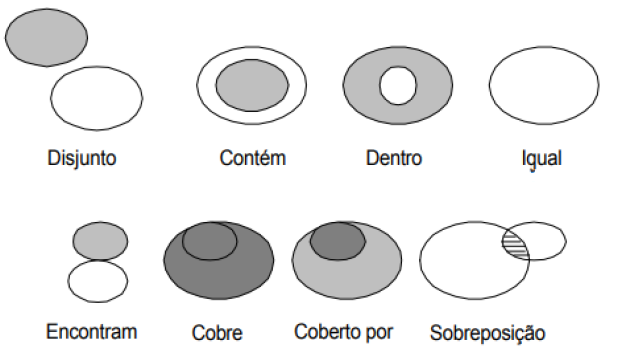 Disjunto Contém Dentro Igual
Encontram Cobre Coberto por Sobreposição